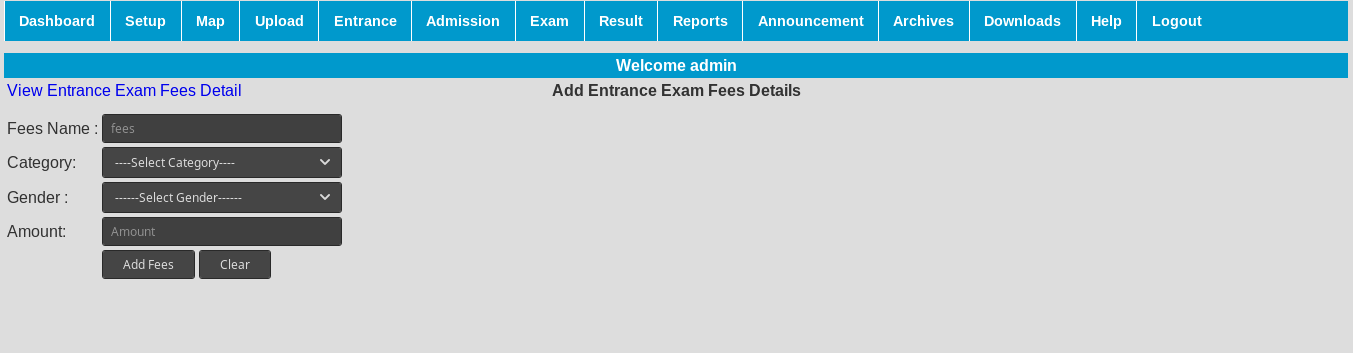 Dashboard Setup Map Upload Entrance Admission Exam Result Reports Announcement Archives Downloads Help Logout
Welcome admin
View Entrance Exam Fees Detail Add Entrance Exam Fees Details
Fees Name : fees
Category: ----Select Category----
Gender : ------Select Gender------
Amount: Amount
Add Fees Clear